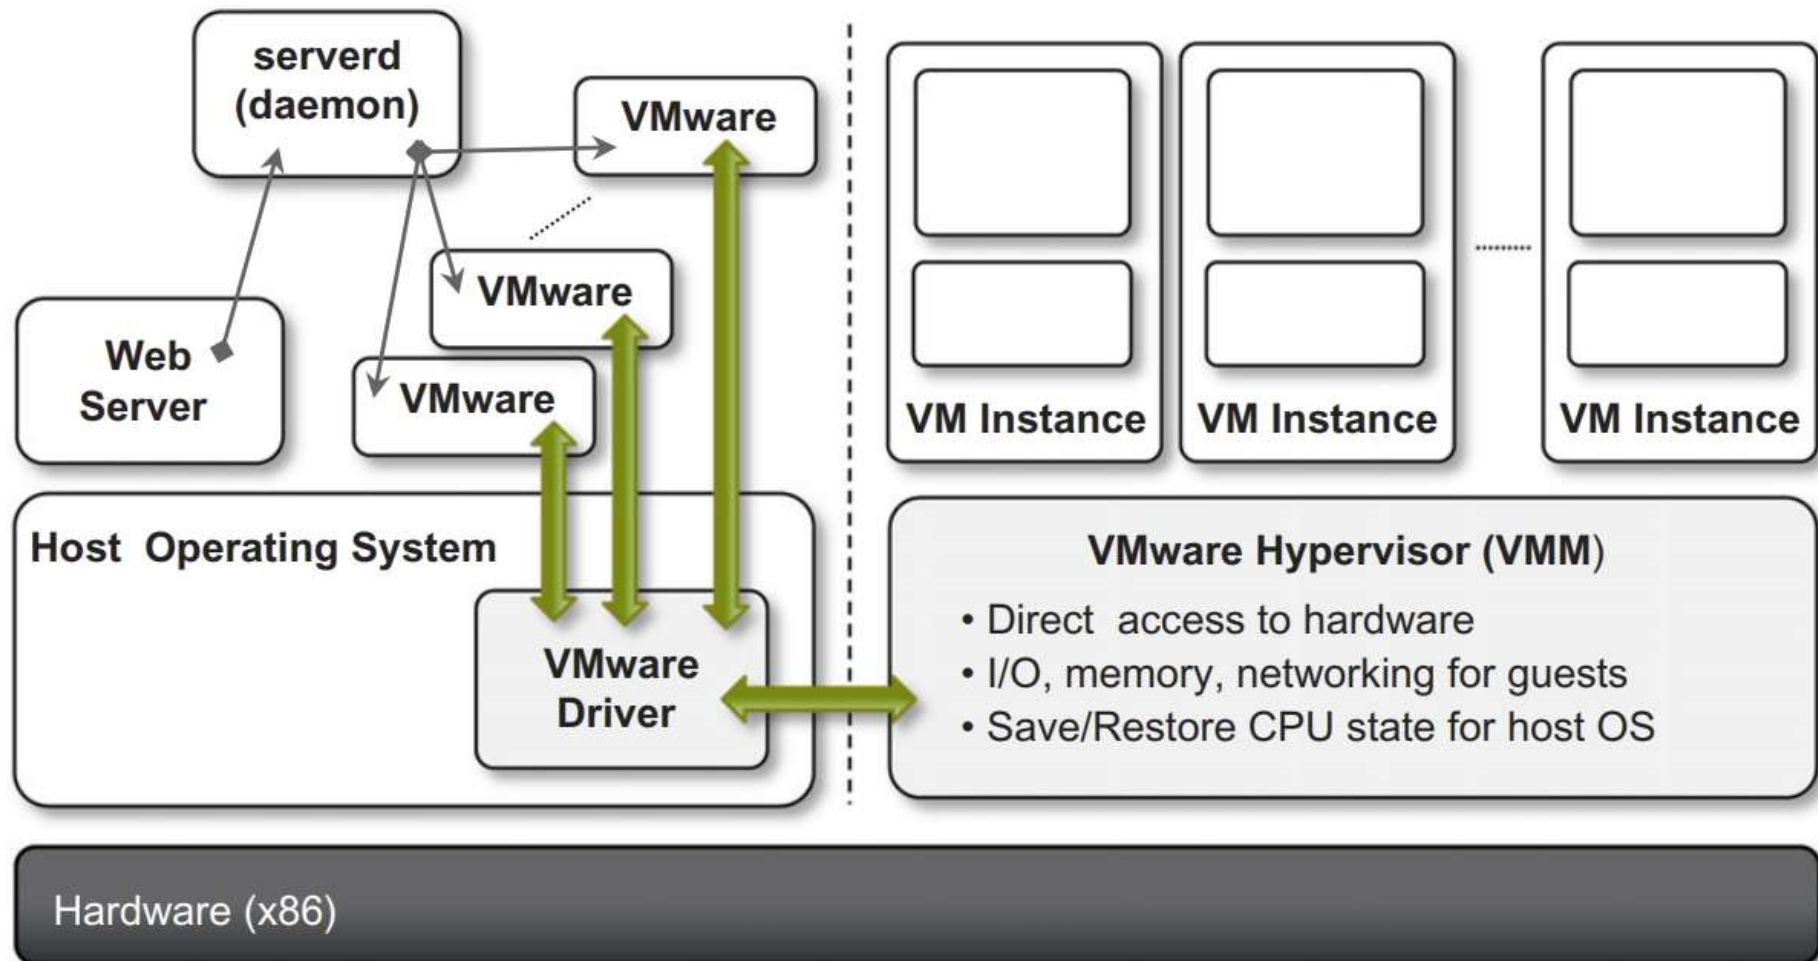 serverd
(daemon)
VMware
VMware
VMware
Web
Server
Host Operating System
VMware
Driver
VM Instance
VM Instance
VM Instance
VMware Hypervisor (VMM)
• Direct access to hardware
• I/O, memory, networking for guests
• Save/Restore CPU state for host OS
Hardware (x86)